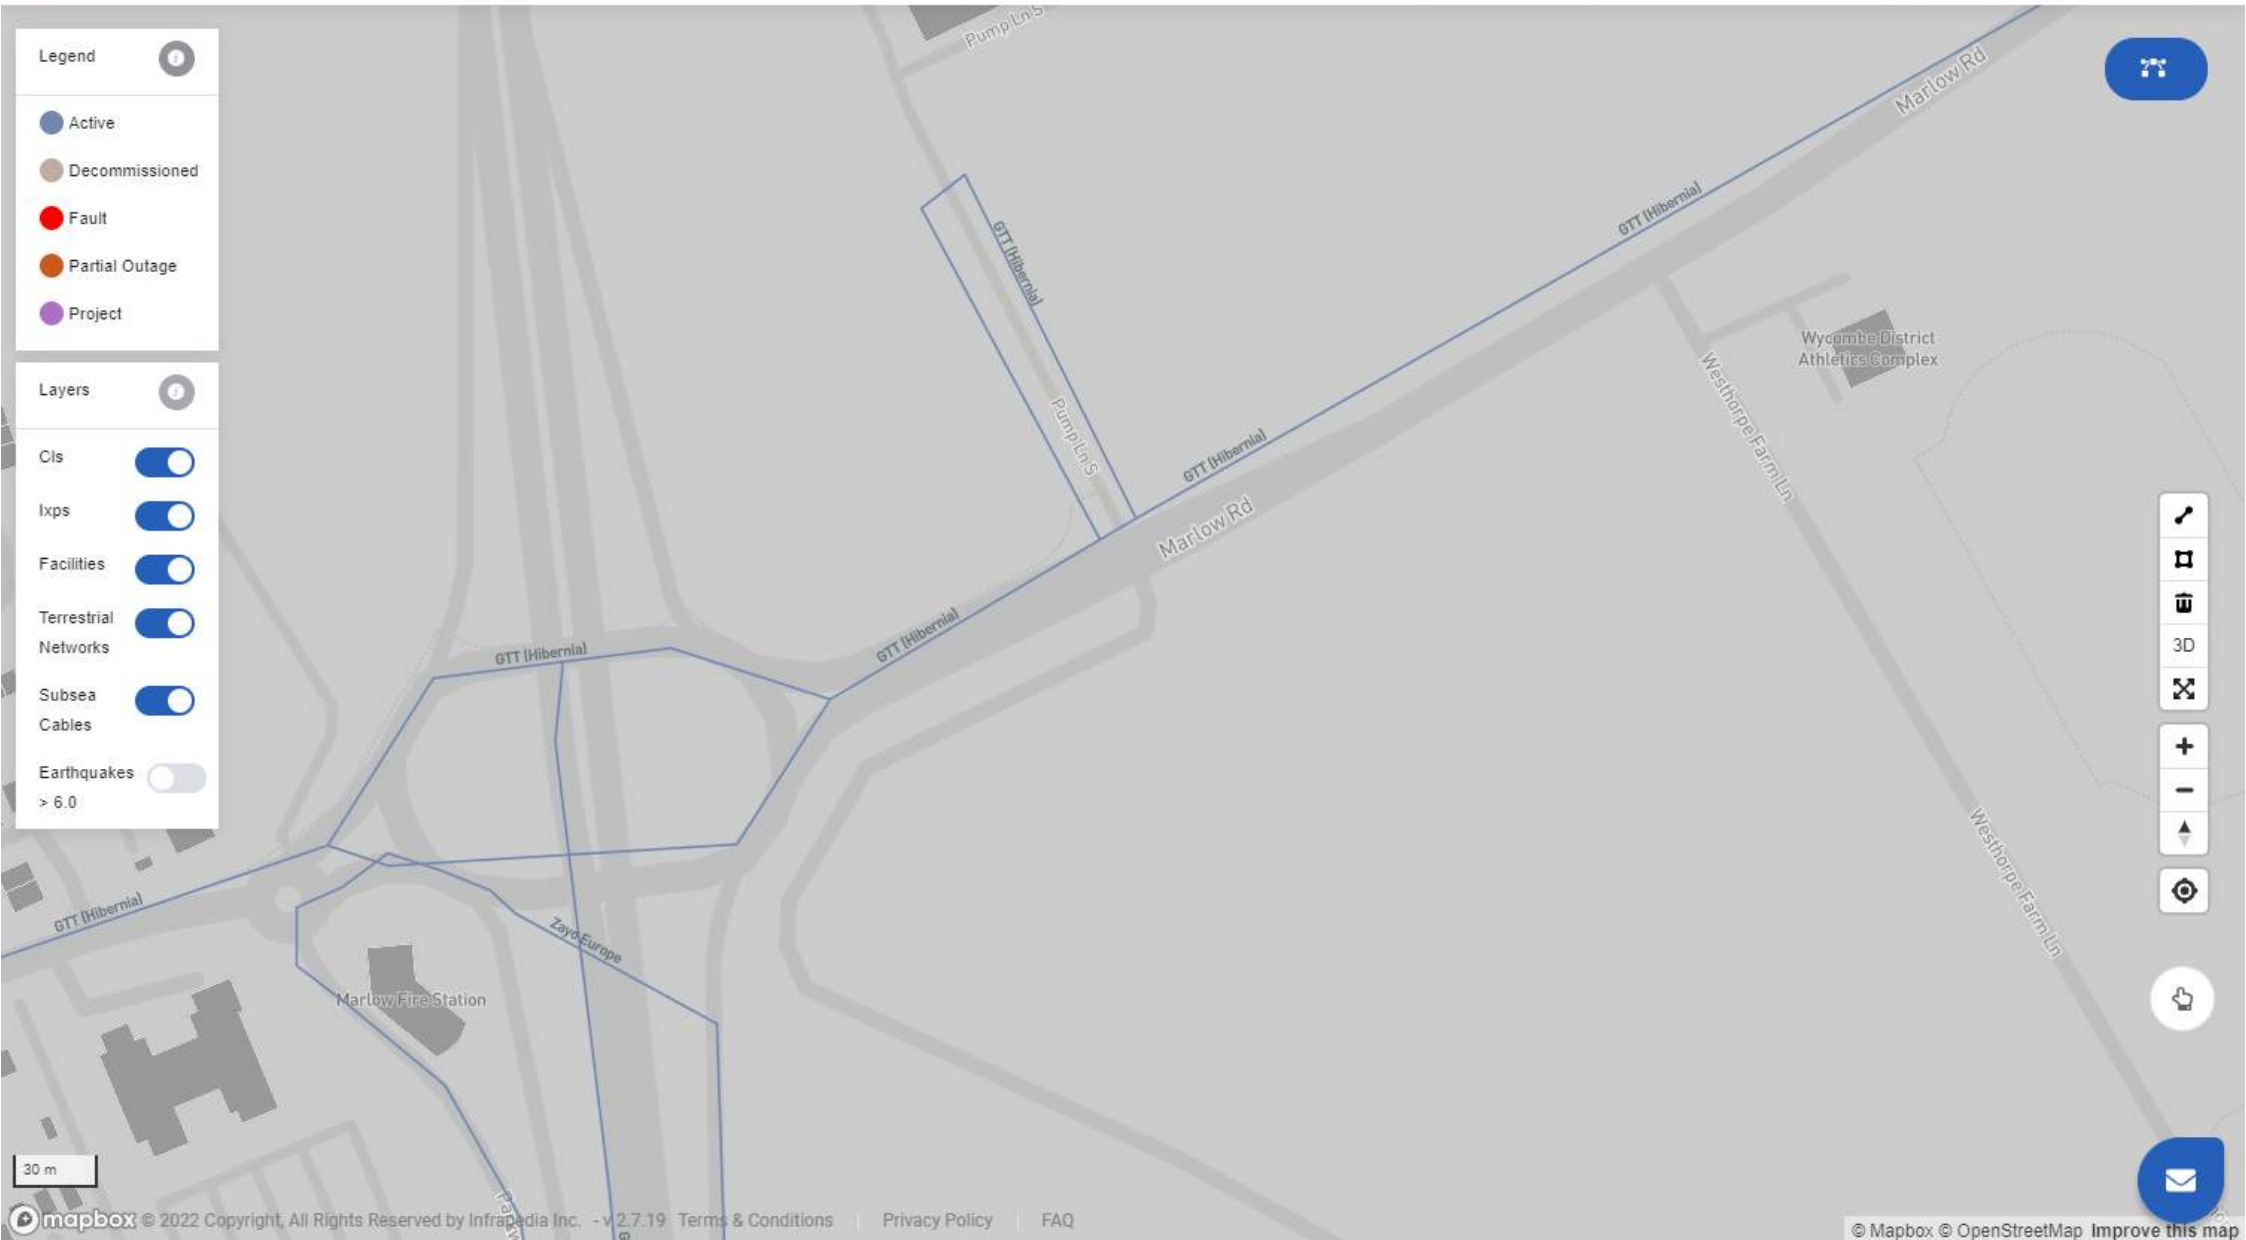 Pump Ln S
Legend
Active
Decommissioned
Fault
Partial Outage
Project
Layers
CIs
Ixps
Facilities
Terrestrial
Networks
Subsea
Cables
Earthquakes
> 6.0
Marlow Rd
GTT (Hibernia)
GTT (Hibernia)
Wycombe District
Athletics Complex
Westhorpe Farm Ln
Pump Ln S
GTT (Hibernia)
Marlow Rd
GTT (Hibernia)
GTT (Hibernia)
3D
Westhorpe Farm Ln
GTT (Hibernia)
Zayo Europe
Marlow Fire Station
30 m
mapbox © 2022 Copyright, All Rights Reserved by Infrapedia Inc. - v 2.7.19 Terms & Conditions Privacy Policy FAQ
© Mapbox © OpenStreetMap Improve this map